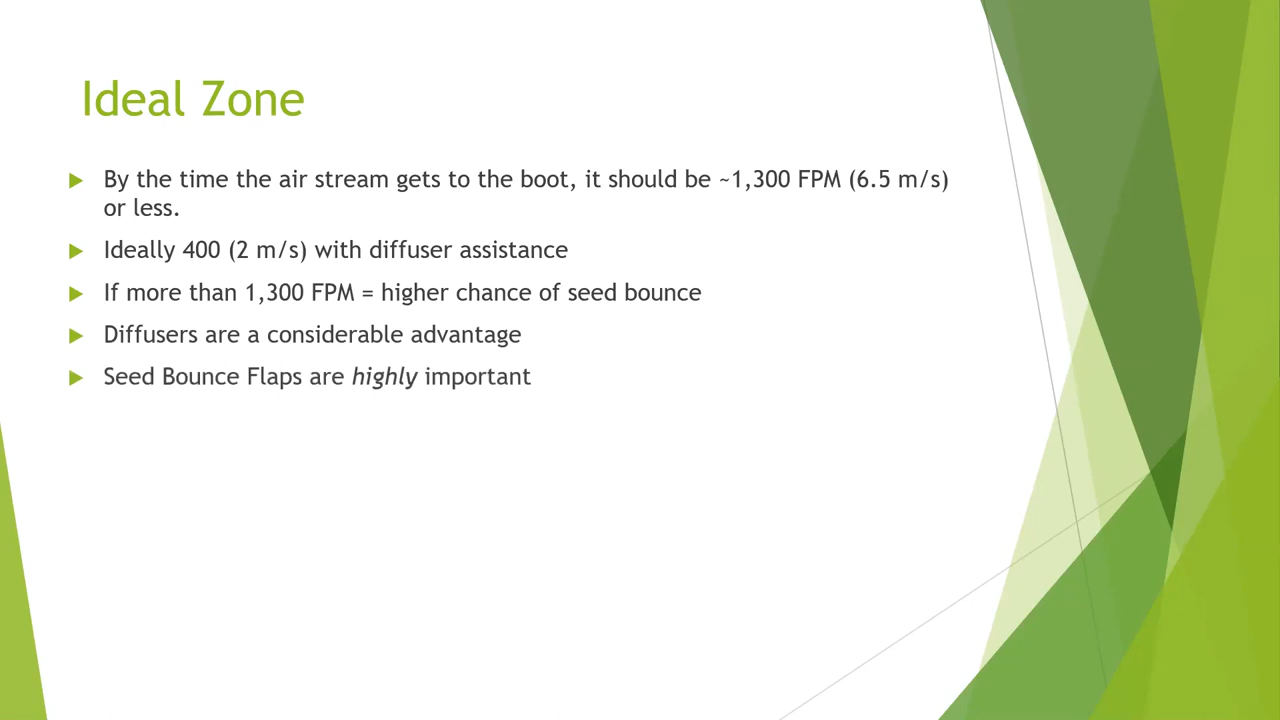 Ideal Zone
By the time the air stream gets to the boot, it should be ~1,300 FPM (6.5 m/s)
or less.
Ideally 400 (2 m/s) with diffuser assistance
If more than 1,300 FPM = higher chance of seed bounce
Diffusers are a considerable advantage
Seed Bounce Flaps are highly important